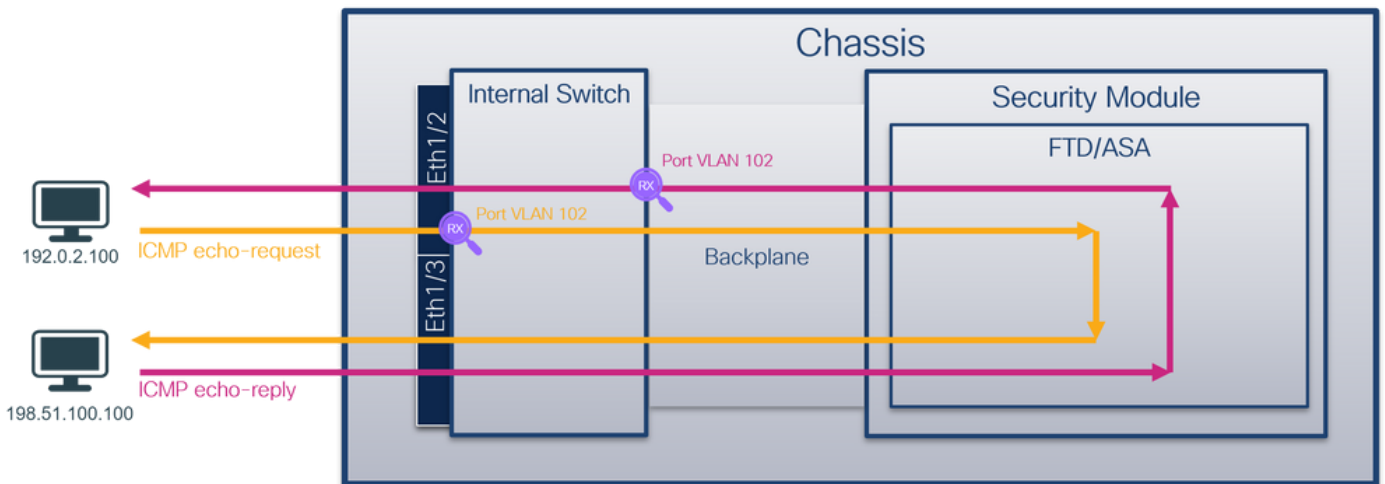 Chassis
Internal Switch
Security Module
FTD/ASA
Eth1/2
Port VLAN 102
RX
Port VLAN 102
RX
192.0.2.100
ICMP echo-request
Backplane
Eth1/3
ICMP echo-reply
198.51.100.100